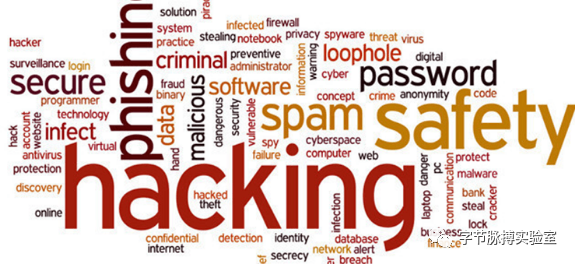 hacker
surveillance
login
secure
programmer
technology
infect
hack
account
website
virtual
antivirus
protection
discovery
online
phishing
solution
system
practice
stealing
criminal
fraud
binary
data
hand
malicious
infected
firewall
notebook
preventive
administrator
software
dangerous
security
vulnerable
privacy
spyware
information
warning
loophole
cyber
threat
virus
digital
password
concept
crime
anonymity
code
spam
safety
spy
failure
cyberspace
computer
web
hacking
hacked
theft
confidential
internet
detection
identity
secrecy
infection
network
database
alert
breach
laptop
danger
pc
communication
protect
malware
bank
steal
cracker
lock
字节脉搏实验室